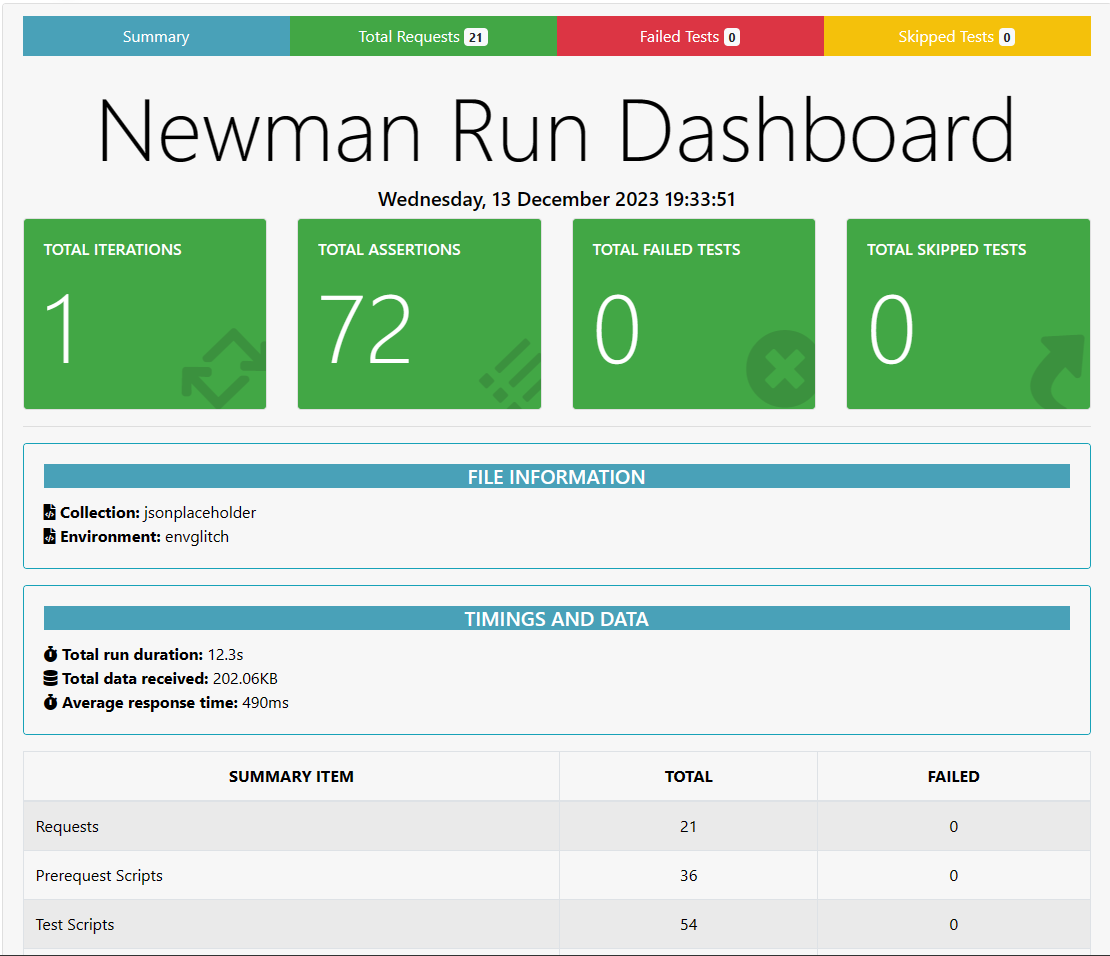 Summary Total Requests 21 Failed Tests 0 Skipped Tests 0
Newman Run Dashboard
Wednesday, 13 December 2023 19:33:51
TOTAL ITERATIONS TOTAL ASSERTIONS TOTAL FAILED TESTS TOTAL SKIPPED TESTS
1 72 0 0
FILE INFORMATION
Collection: jsonplaceholder
Environment: envglitch
TIMINGS AND DATA
Total run duration: 12.3s
Total data received: 202.06KB
Average response time: 490ms
SUMMARY ITEM TOTAL FAILED
Requests 21 0
Prerequest Scripts 36 0
Test Scripts 54 0